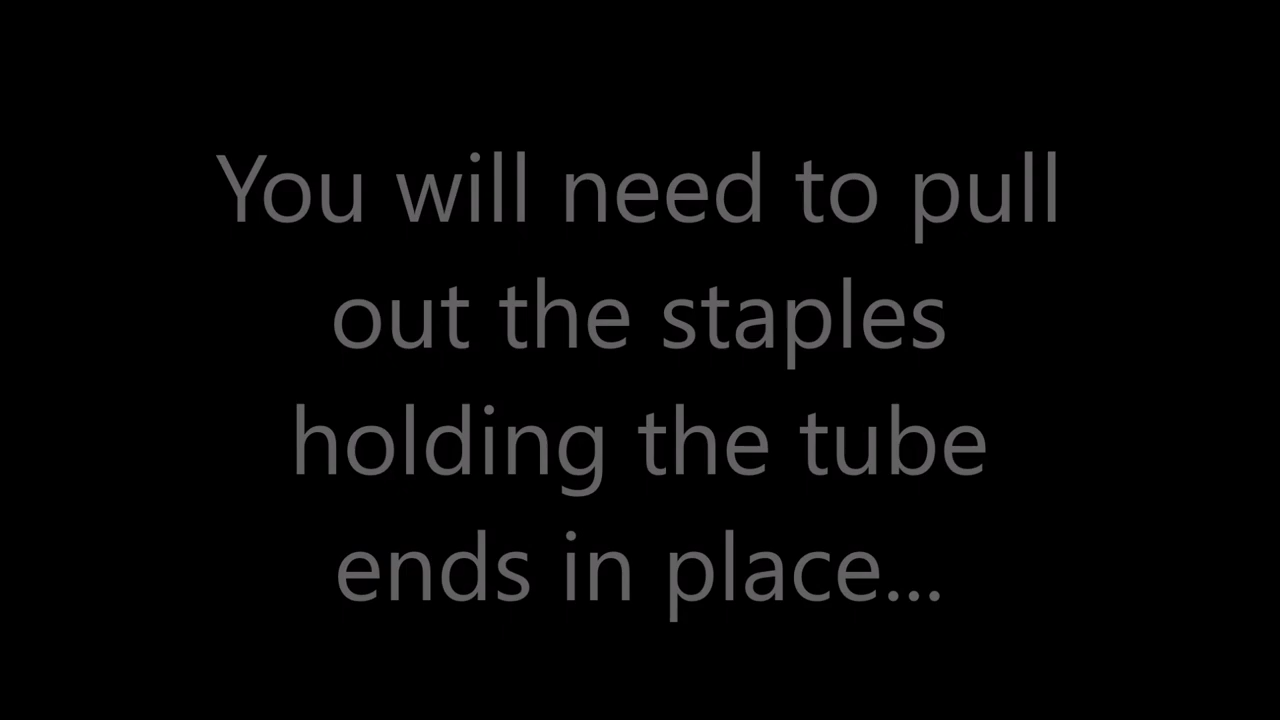 You will need to pull
out the staples
holding the tube
ends in place...